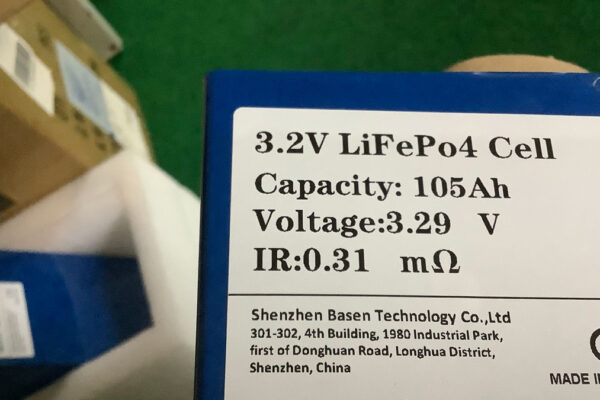 3.2V LiFePo4 Cell
Capacity: 105Ah
Voltage:3.29 V
IR:0.31 mΩ
Shenzhen Basen Technology Co.,Ltd
301-302, 4th Building, 1980 Industrial Park,
first of Donghuan Road, Longhua District,
Shenzhen, China
MADE